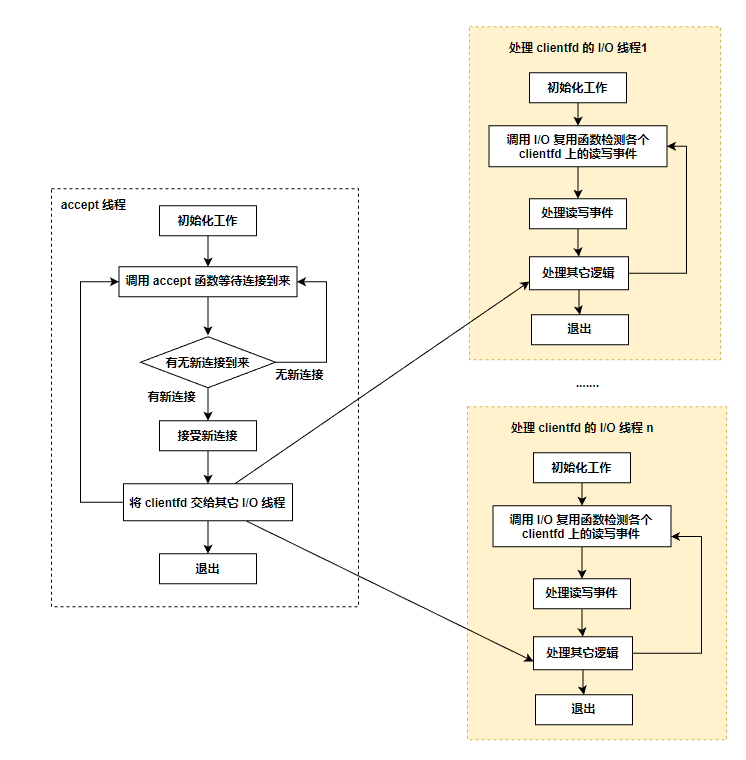 accept 线程
初始化工作
调用 accept 函数等待连接到来
有无新连接到来
无新连接
有新连接
接受新连接
将 clientfd 交给其它 I/O 线程
退出
处理 clientfd 的 I/O 线程1
初始化工作
调用 I/O 复用函数检测各个
clientfd 上的读写事件
处理读写事件
处理其它逻辑
退出
.......
处理 clientfd 的 I/O 线程 n
初始化工作
调用 I/O 复用函数检测各个
clientfd 上的读写事件
处理读写事件
处理其它逻辑
退出